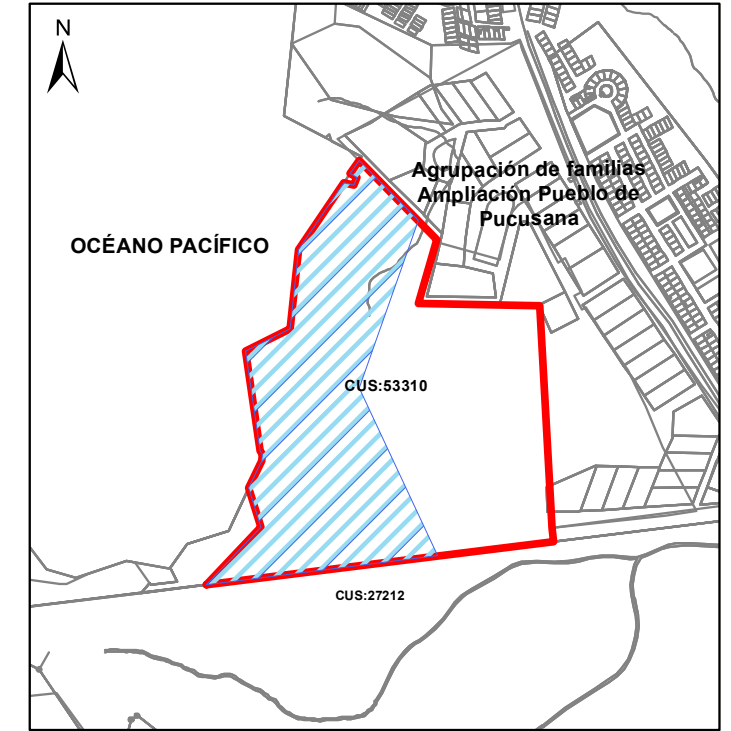 N
Agrupación de familias
Ampliación Pueblo de
Pucusana
OCÉANO PACÍFICO
CUS:53310
CUS:27212